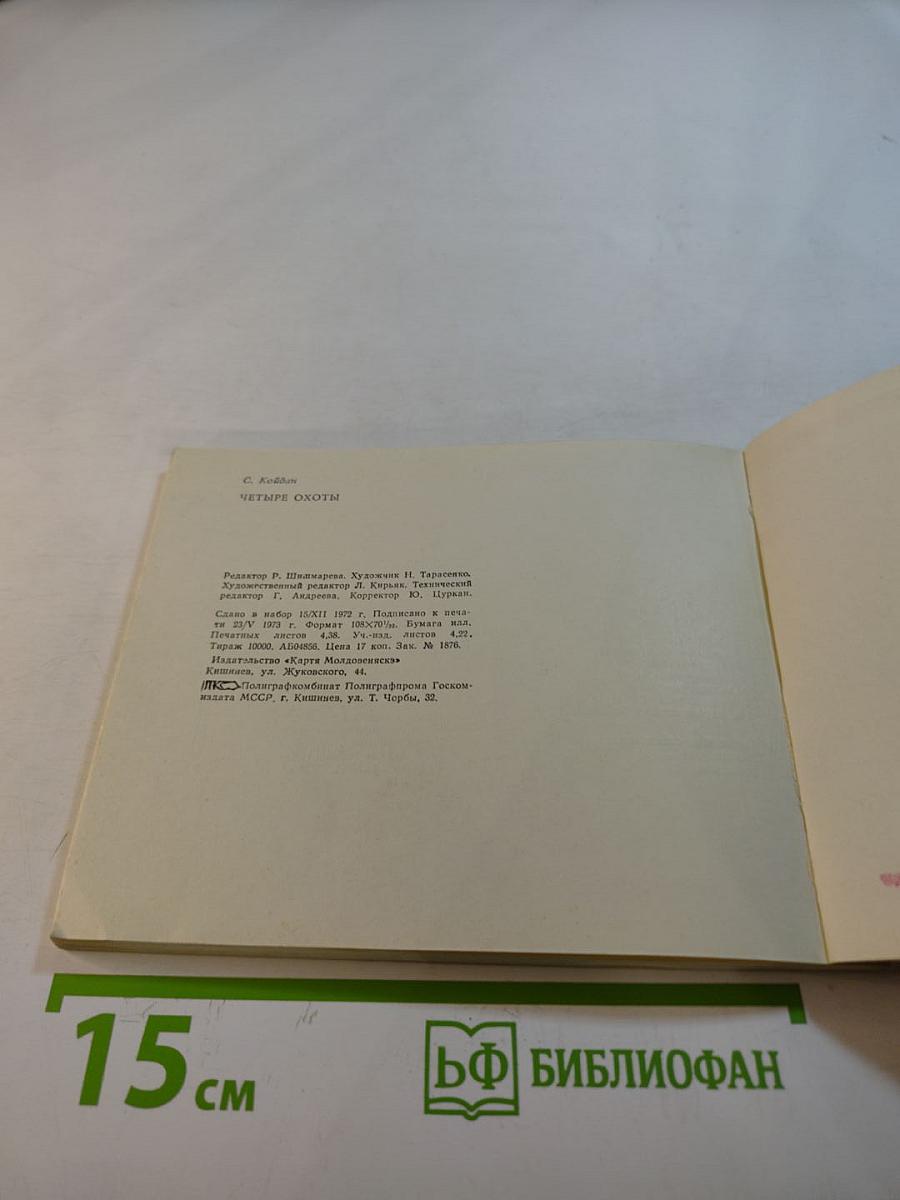 С. Койдан
ЧЕТЫРЕ ОХОТЫ
Редактор Р. Шишмарева. Художник Н. Тарасенко.
Художественный редактор Л. Кирьяк. Технический
редактор Г. Андреева. Корректор Ю. Цуркан.
Сдано в набор 15/XII 1972 г. Подписано к печа-
ти 23/V 1973 г. Формат 108×70¹/₃₂. Бумага илл.
Печатных листов 4,38. Уч.-изд. листов 4,22.
Тираж 10000. АБ04856. Цена 17 коп. Зак. № 1876.
Издательство «Картя Молдовеняскэ»
Кишинев, ул. Жуковского, 44.
Полиграфкомбинат Полиграфпрома Госком-
издата МССР, г. Кишинев, ул. Т. Чорбы, 32.
15 см
ЬФ БИБЛИОФАН